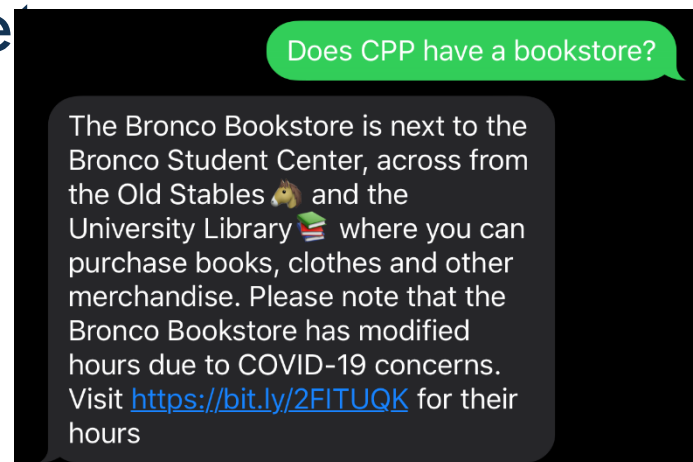 Does CPP have a bookstore?
The Bronco Bookstore is next to the
Bronco Student Center, across from
the Old Stables 🐴 and the
University Library 📚 where you can
purchase books, clothes and other
merchandise. Please note that the
Bronco Bookstore has modified
hours due to COVID-19 concerns.
Visit https://bit.ly/2FITUQK for their
hours